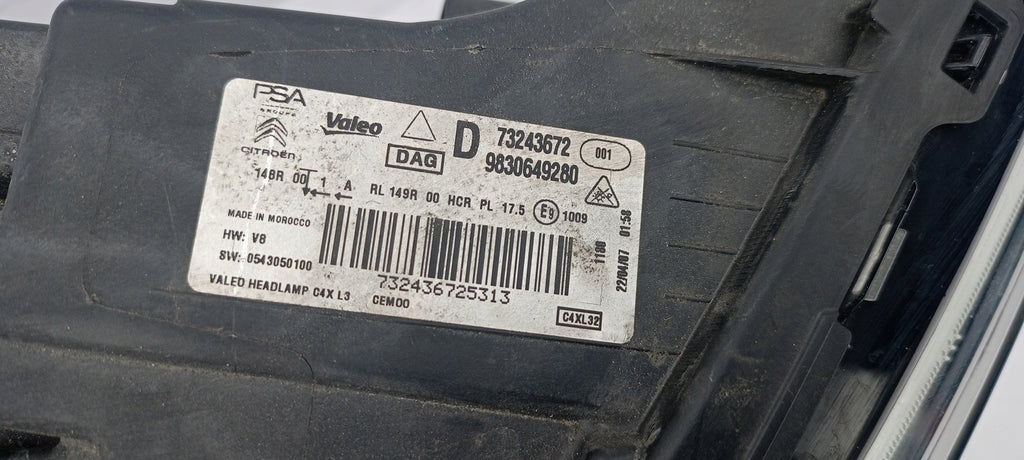 PSA
GROUPE
CITROËN
Valeo
DAG
D
73243672
9830649280
001
148R 00 1 A RL 149R 00 HCR PL 17.5 E9 1009
MADE IN MOROCCO
HW: V8
SW: 0543050100
732436725313
VALEO HEADLAMP C4X L3 CEM00
C4XL32
22/04/07 01:58